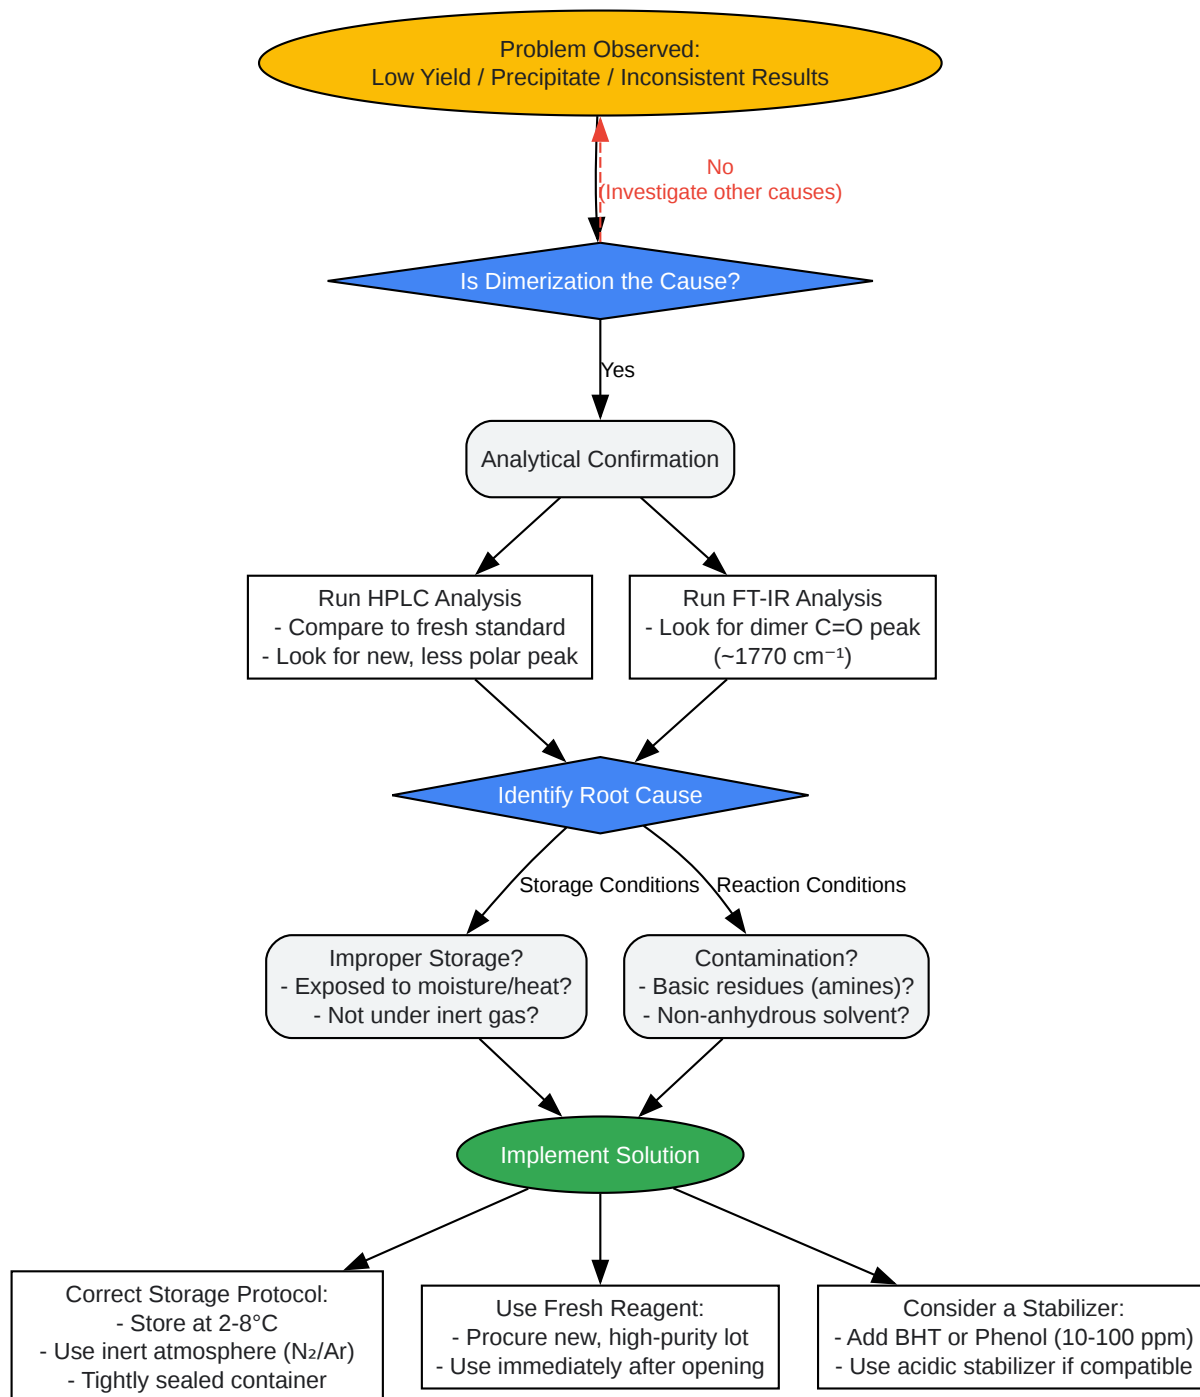 Problem Observed:
Low Yield / Precipitate / Inconsistent Results
No
(Investigate other causes)
Is Dimerization the Cause?
Yes
Analytical Confirmation
Run HPLC Analysis
- Compare to fresh standard
- Look for new, less polar peak
Run FT-IR Analysis
- Look for dimer C=O peak
(~1770 cm⁻¹)
Identify Root Cause
Storage Conditions
Reaction Conditions
Improper Storage?
- Exposed to moisture/heat?
- Not under inert gas?
Contamination?
- Basic residues (amines)?
- Non-anhydrous solvent?
Implement Solution
Correct Storage Protocol:
- Store at 2-8°C
- Use inert atmosphere (N₂/Ar)
- Tightly sealed container
Use Fresh Reagent:
- Procure new, high-purity lot
- Use immediately after opening
Consider a Stabilizer:
- Add BHT or Phenol (10-100 ppm)
- Use acidic stabilizer if compatible